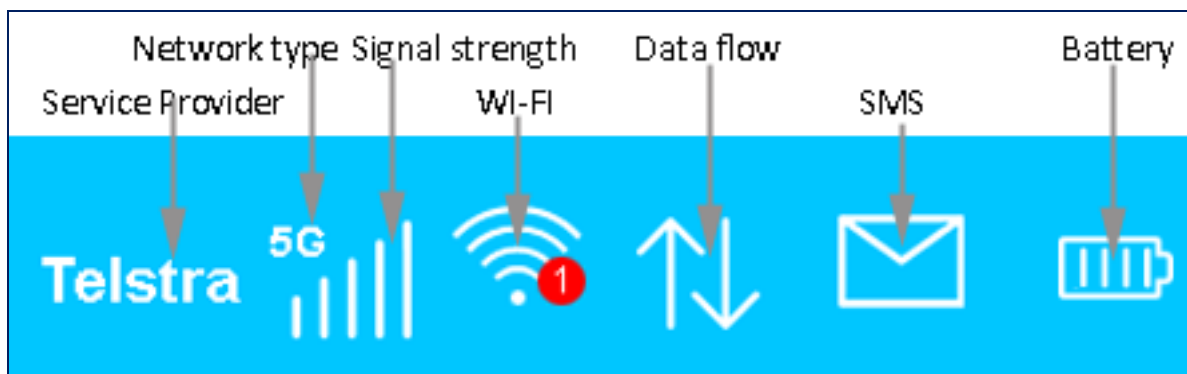 Network type Signal strength Data flow Battery
Service Provider WI-FI SMS
5G
Telstra
1